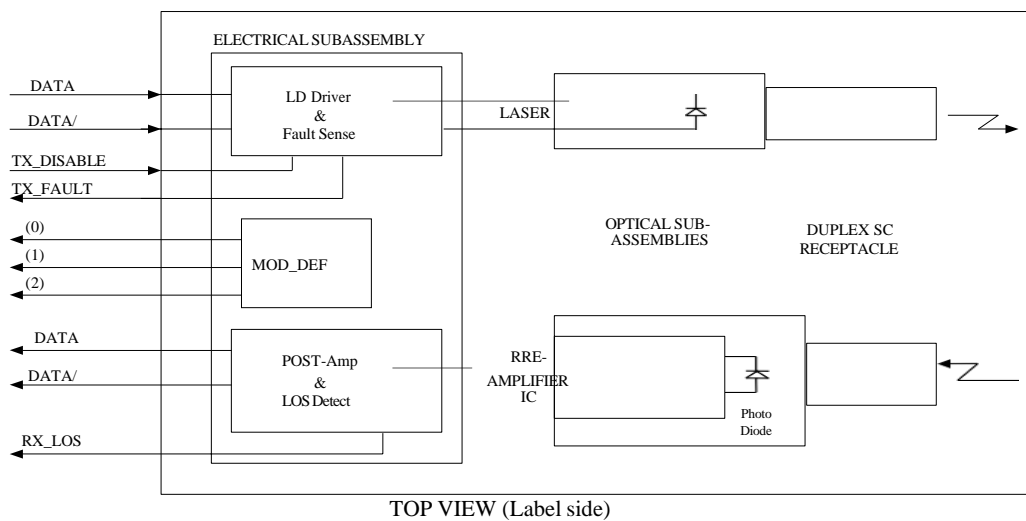 ELECTRICAL SUBASSEMBLY
DATA
DATA/
TX_DISABLE
TX_FAULT
LD Driver
&
Fault Sense
LASER
(0)
(1)
(2)
MOD_DEF
OPTICAL SUB-
ASSEMBLIES
DUPLEX SC
RECEPTACLE
DATA
DATA/
RX_LOS
POST-Amp
&
LOS Detect
RRE-
AMPLIFIER
IC
Photo
Diode
TOP VIEW (Label side)